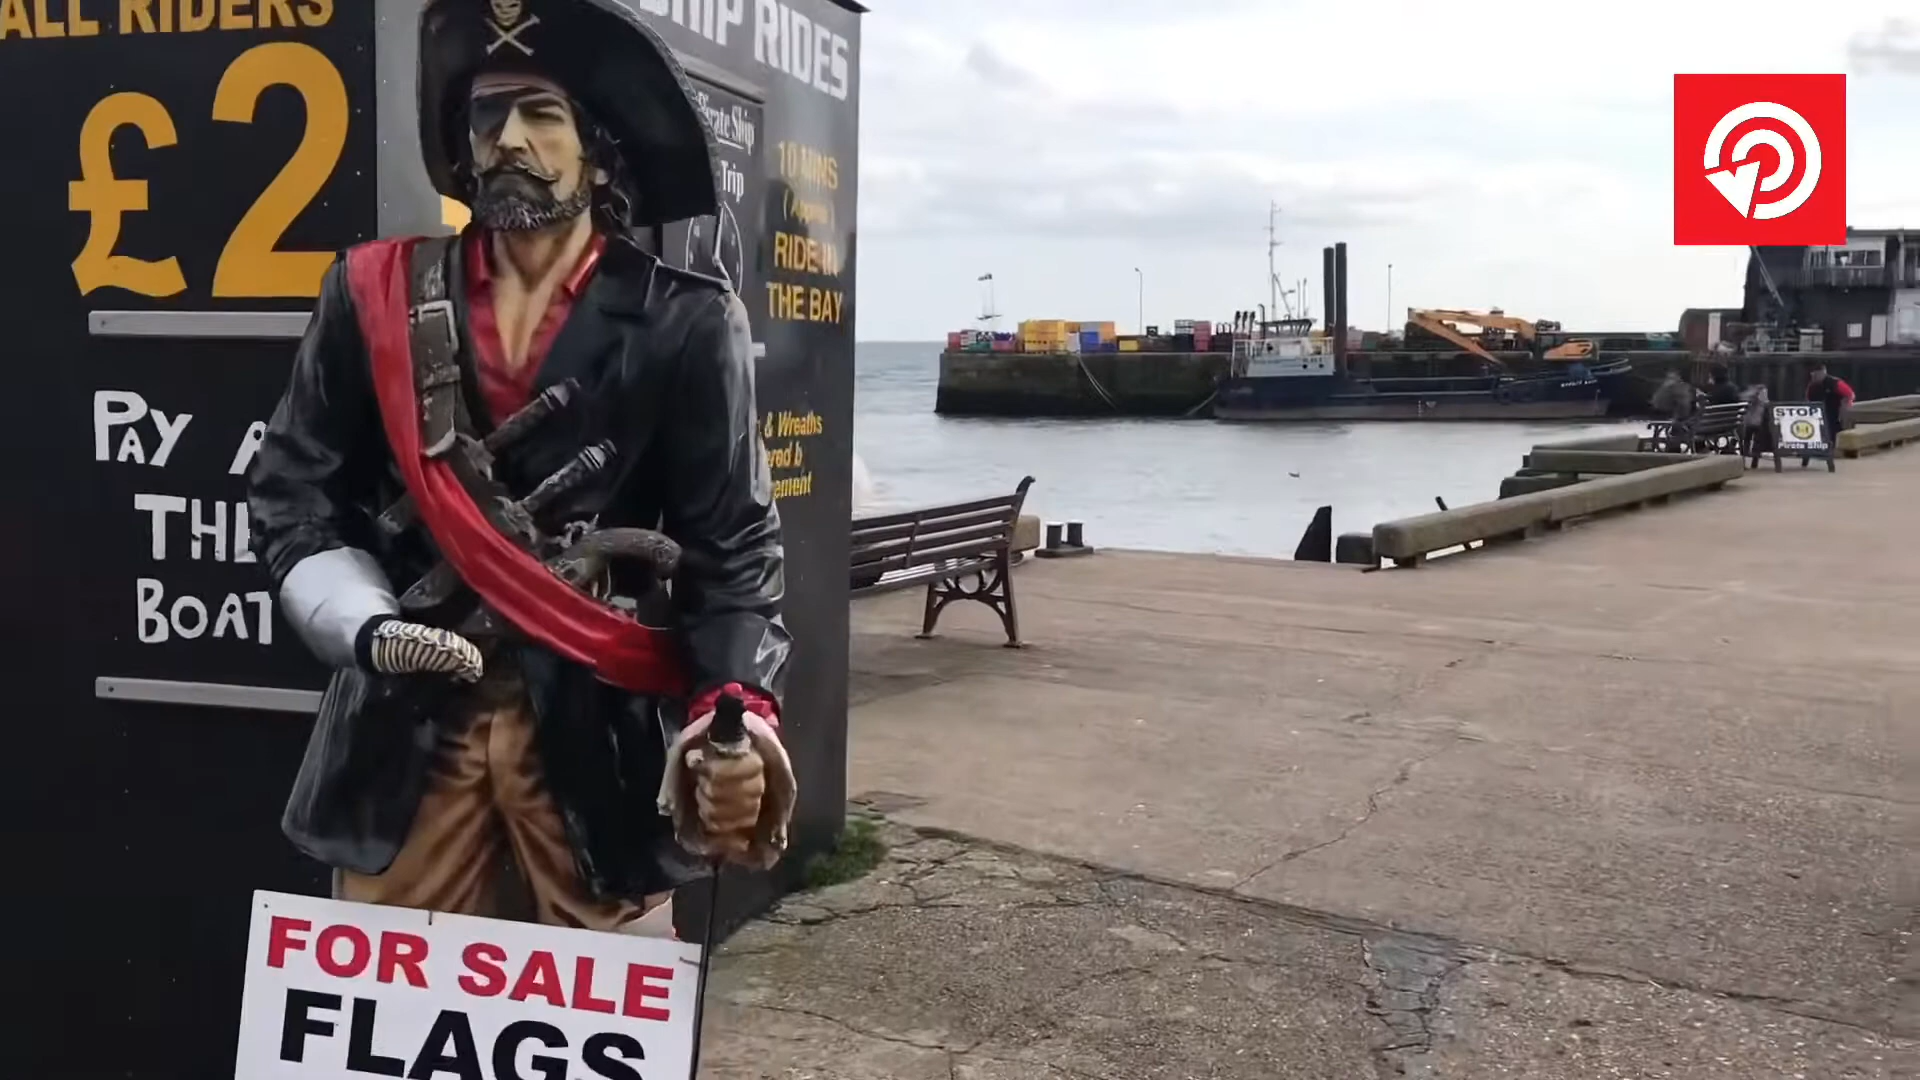 ALL RIDERS
£2
PAY A
THE
BOAT
SHIP RIDES
Pirate Ship
Trip
10 MINS
(Approx)
RIDE IN
THE BAY
& Wreaths
FOR SALE
FLAGS
STOP
Pirate Ship